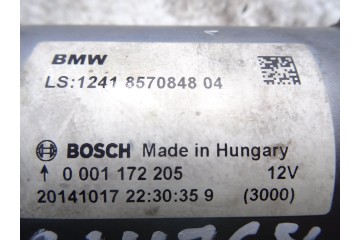 BMW
LS:1241 8570848 04
BOSCH Made in Hungary
↑ 0 001 172 205 12V
20141017 22:30:35 9 (3000)